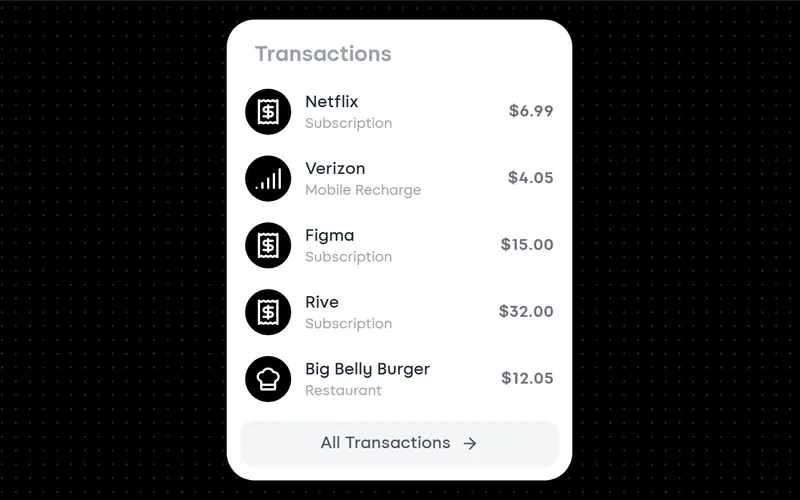 Transactions
Netflix
Subscription
$6.99
Verizon
Mobile Recharge
$4.05
Figma
Subscription
$15.00
Rive
Subscription
$32.00
Big Belly Burger
Restaurant
$12.05
All Transactions →